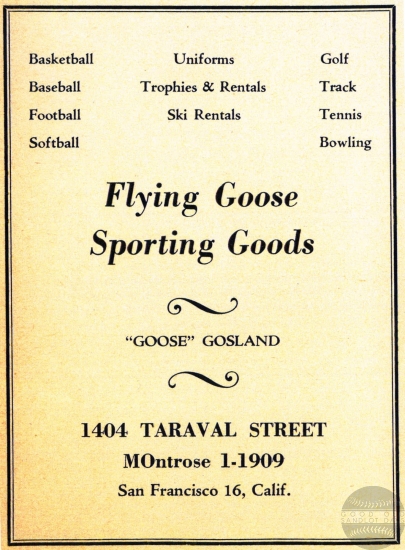 Basketball Uniforms Golf
Baseball Trophies & Rentals Track
Football Ski Rentals Tennis
Softball Bowling
Flying Goose
Sporting Goods
"GOOSE" GOSLAND
1404 TARAVAL STREET
MOntrose 1-1909
San Francisco 16, Calif.